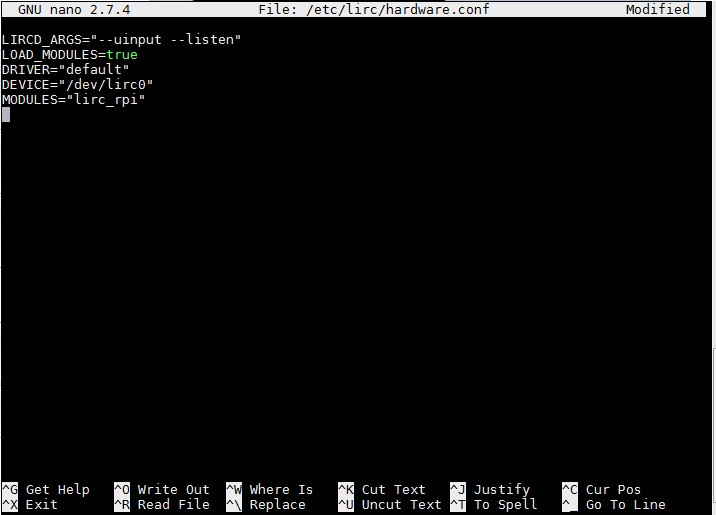 GNU nano 2.7.4 File: /etc/lirc/hardware.conf Modified
LIRCD_ARGS="--uinput --listen"
LOAD_MODULES=true
DRIVER="default"
DEVICE="/dev/lirc0"
MODULES="lirc_rpi"
^G Get Help ^O Write Out ^W Where Is ^K Cut Text ^J Justify ^C Cur Pos
^X Exit ^R Read File ^\ Replace ^U Uncut Text ^T To Spell ^_ Go To Line